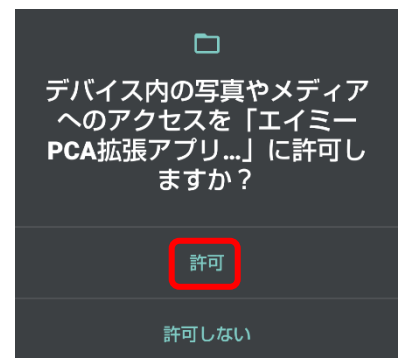 デバイス内の写真やメディア
へのアクセスを「エイミー
PCA拡張アプリ...」に許可し
ますか？
許可
許可しない